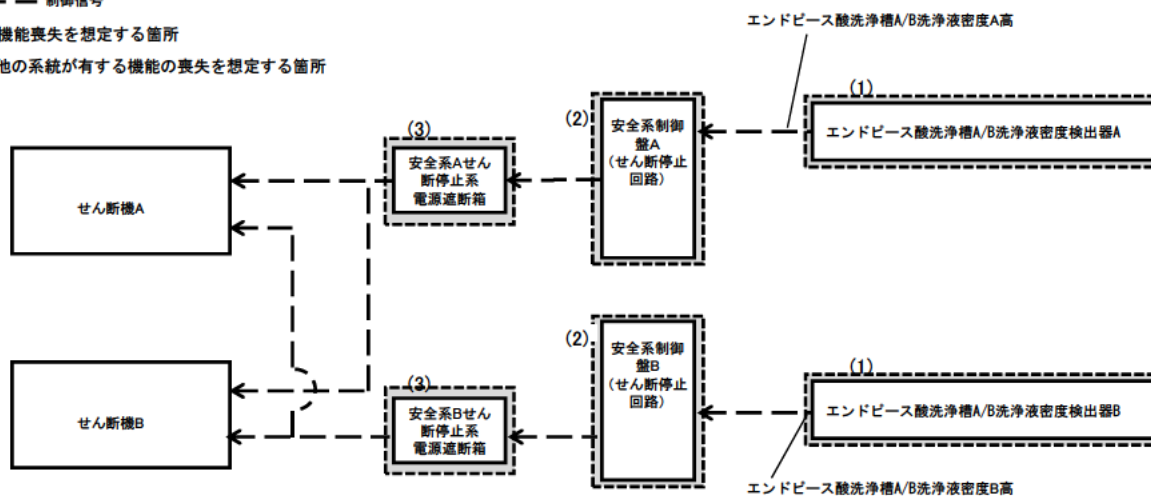 制御信号
機能喪失を想定する箇所
他の系統が有する機能の喪失を想定する箇所
エンドピース酸洗浄槽A/B洗浄液密度A高
(1)
エンドピース酸洗浄槽A/B洗浄液密度検出器A
(2)
安全系制御
盤A
(せん断停止
回路)
(3)
安全系Aせん
断停止系
電源遮断箱
せん断機A
(2)
安全系制御
盤B
(せん断停止
回路)
(1)
エンドピース酸洗浄槽A/B洗浄液密度検出器B
(3)
安全系Bせん
断停止系
電源遮断箱
せん断機B
エンドピース酸洗浄槽A/B洗浄液密度B高